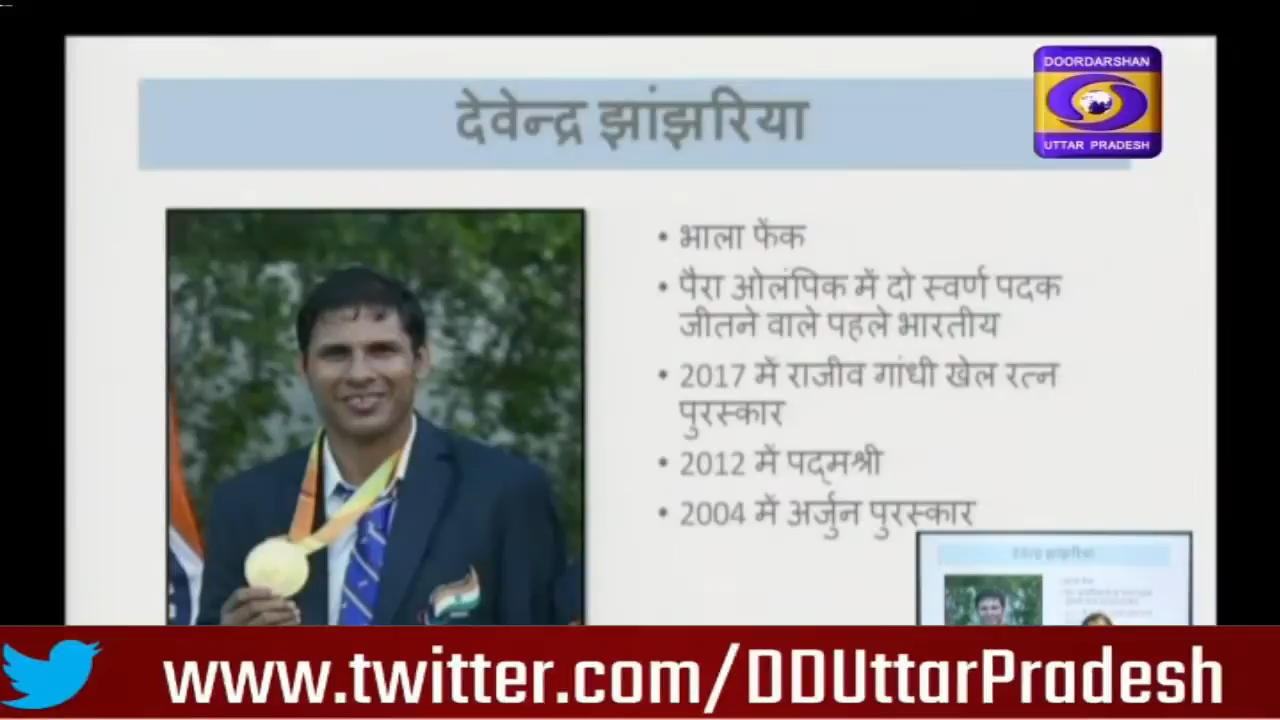 DOORDARSHAN
UTTAR PRADESH
देवेन्द्र झांझरिया
• भाला फेंक
• पैरा ओलंपिक में दो स्वर्ण पदक
जीतने वाले पहले भारतीय
• 2017 में राजीव गांधी खेल रत्न
पुरस्कार
• 2012 में पद्मश्री
• 2004 में अर्जुन पुरस्कार
देवेन्द्र झांझरिया
www.twitter.com/DDUttarPradesh